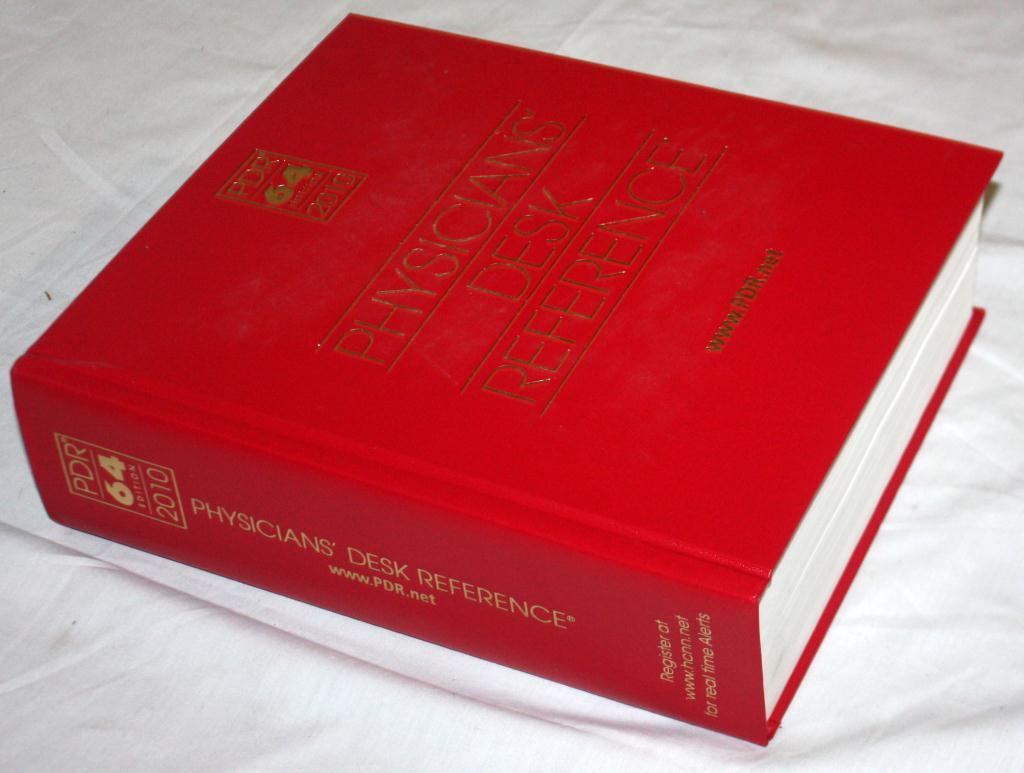 PDR®
64
EDITION
2010
PHYSICIANS'
DESK
REFERENCE
www.PDR.net
PDR®
64
EDITION
2010
PHYSICIANS' DESK REFERENCE®
www.PDR.net
Register at
www.hcnn.net
for real time Alerts